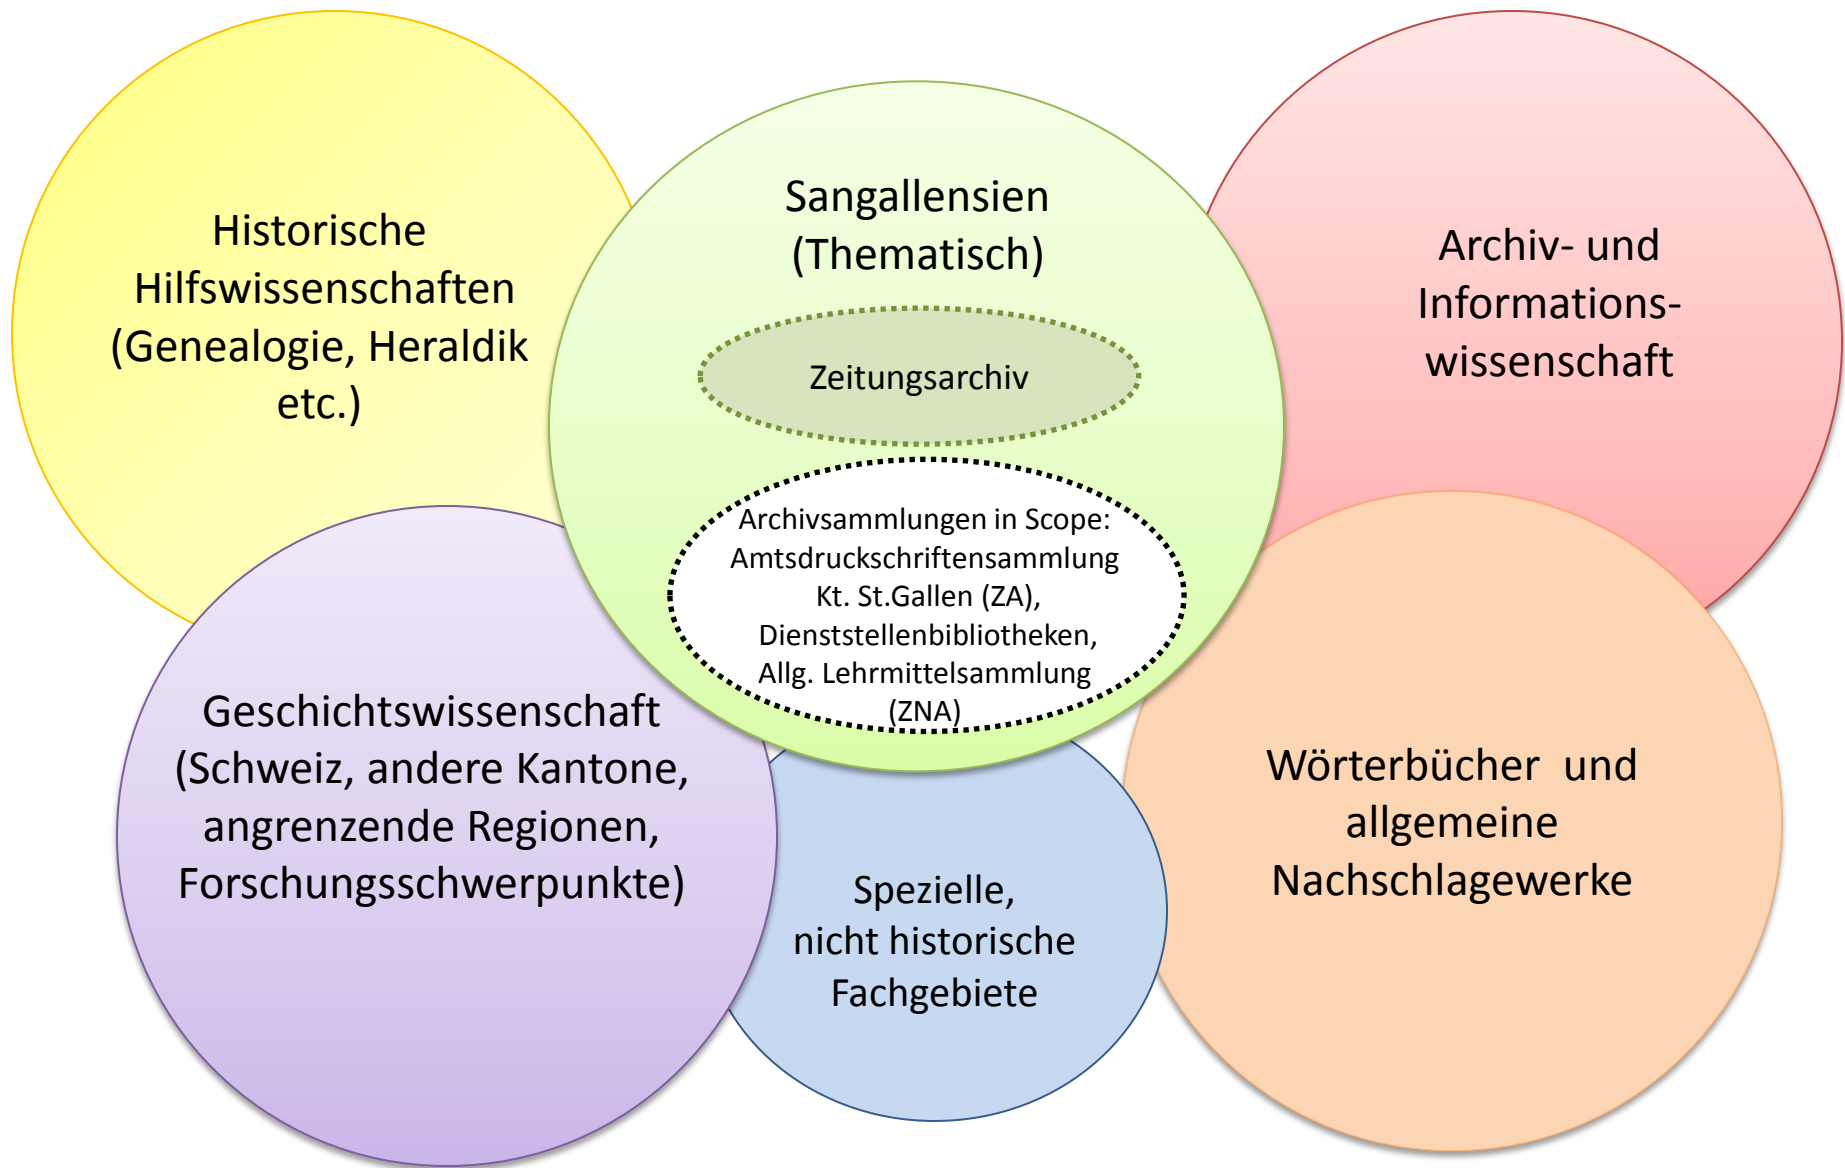 Historische
Hilfswissenschaften
(Genealogie, Heraldik
etc.)
Sangallensien
(Thematisch)
Zeitungsarchiv
Archivsammlungen in Scope:
Amtsdruckschriftensammlung
Kt. St.Gallen (ZA),
Dienststellenbibliotheken,
Allg. Lehrmittelsammlung
(ZNA)
Archiv- und
Informations-
wissenschaft
Geschichtswissenschaft
(Schweiz, andere Kantone,
angrenzende Regionen,
Forschungsschwerpunkte)
Spezielle,
nicht historische
Fachgebiete
Wörterbücher und
allgemeine
Nachschlagewerke